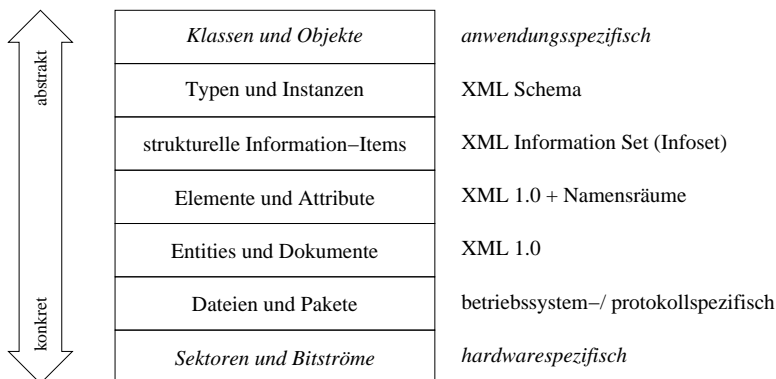 abstrakt
Klassen und Objekte anwendungsspezifisch
Typen und Instanzen XML Schema
strukturelle Information−Items XML Information Set (Infoset)
Elemente und Attribute XML 1.0 + Namensräume
Entities und Dokumente XML 1.0
Dateien und Pakete betriebssystem−/ protokollspezifisch
Sektoren und Bitströme hardwarespezifisch
konkret